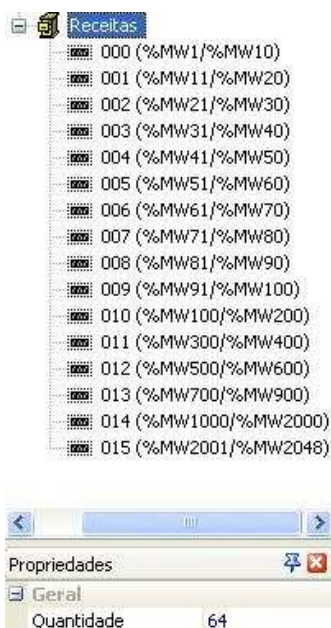 Receitas
000 (%MW1/%MW10)
001 (%MW11/%MW20)
002 (%MW21/%MW30)
003 (%MW31/%MW40)
004 (%MW41/%MW50)
005 (%MW51/%MW60)
006 (%MW61/%MW70)
007 (%MW71/%MW80)
008 (%MW81/%MW90)
009 (%MW91/%MW100)
010 (%MW100/%MW200)
011 (%MW300/%MW400)
012 (%MW500/%MW600)
013 (%MW700/%MW900)
014 (%MW1000/%MW2000)
015 (%MW2001/%MW2048)
Propriedades
Geral
Quantidade 64